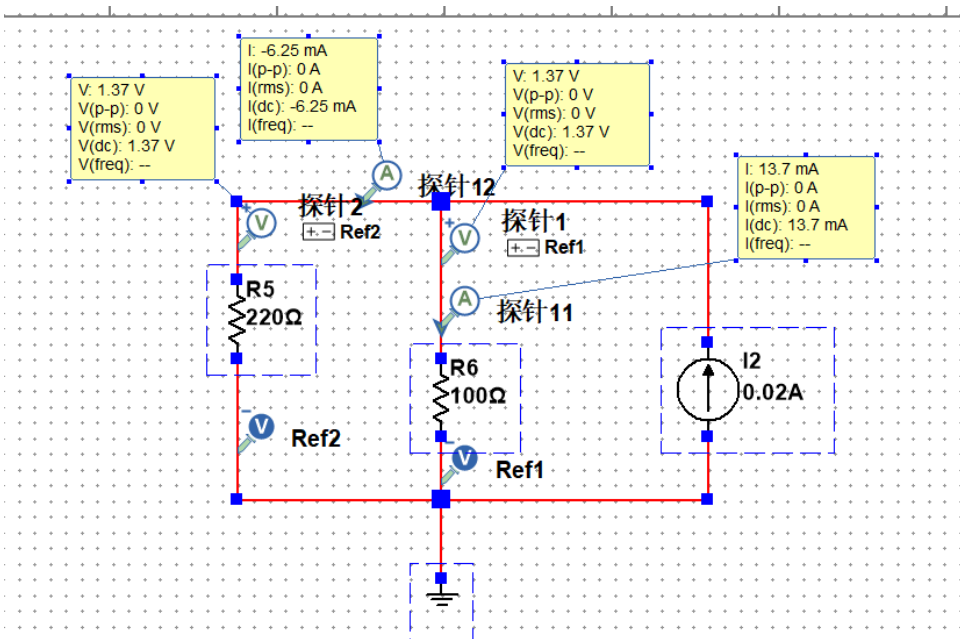 I: -6.25 mA
I(p-p): 0 A
I(rms): 0 A
I(dc): -6.25 mA
I(freq): --
V: 1.37 V
V(p-p): 0 V
V(rms): 0 V
V(dc): 1.37 V
V(freq): --
V: 1.37 V
V(p-p): 0 V
V(rms): 0 V
V(dc): 1.37 V
V(freq): --
I: 13.7 mA
I(p-p): 0 A
I(rms): 0 A
I(dc): 13.7 mA
I(freq): --
A
探针12
探针2
+ -
Ref2
V
探针1
+ -
Ref1
V
A
探针11
R5
220Ω
R6
100Ω
I2
0.02A
V
Ref2
V
Ref1